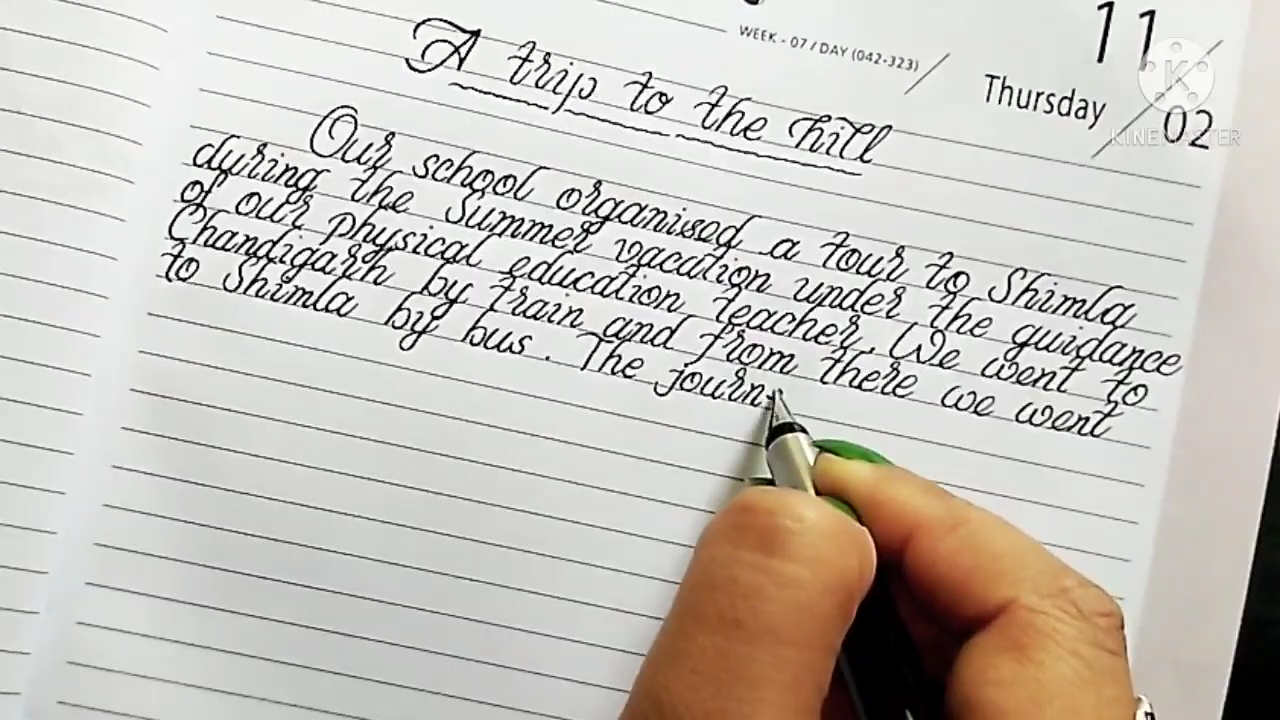 WEEK - 07 / DAY (042-323)
11
Thursday
02
KINEMASTER
A trip to the hill
Our school organised a tour to Shimla
during the Summer vacation under the guidance
of our physical education teacher. We went to
Chandigarh by train and from there we went
to Shimla by bus. The journ